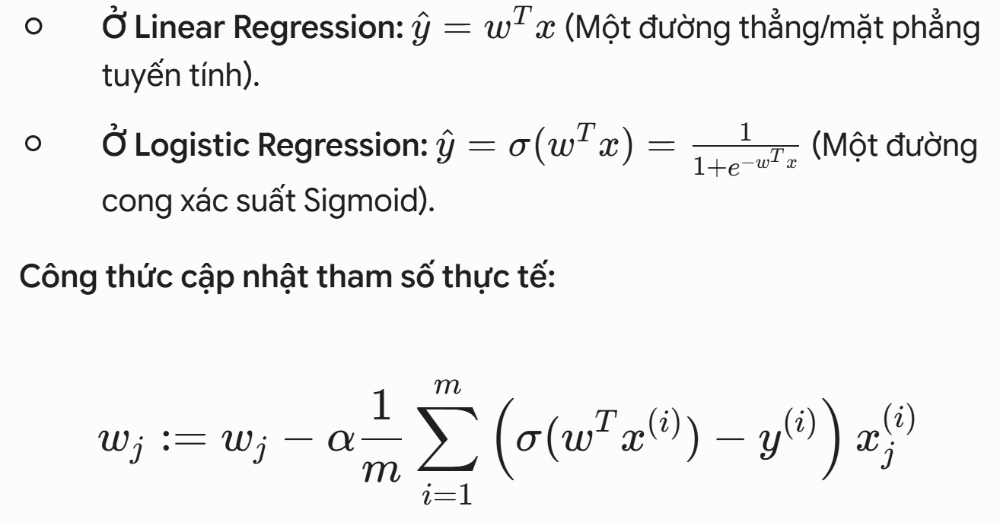 ○ Ở Linear Regression: $\hat{y} = w^T x$ (Một đường thẳng/mặt phẳng
tuyến tính).
○ Ở Logistic Regression: $\hat{y} = \sigma(w^T x) = \frac{1}{1+e^{-w^T x}}$ (Một đường
cong xác suất Sigmoid).
Công thức cập nhật tham số thực tế:
$w_j := w_j - \alpha \frac{1}{m} \sum_{i=1}^{m} \left( \sigma(w^T x^{(i)}) - y^{(i)} \right) x_j^{(i)}$